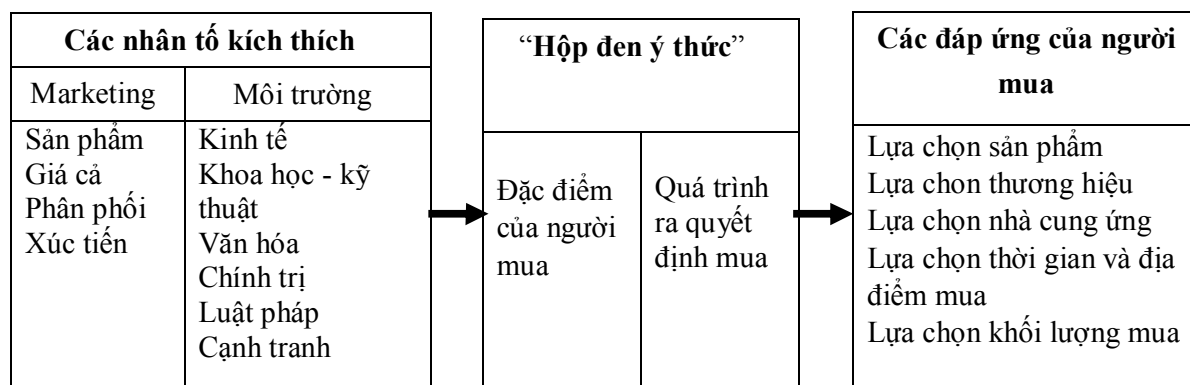 Các nhân tố kích thích
Marketing
Môi trường
Sản phẩm
Giá cả
Phân phối
Xúc tiến
Kinh tế
Khoa học - kỹ
thuật
Văn hóa
Chính trị
Luật pháp
Cạnh tranh
“Hộp đen ý thức”
Đặc điểm
của người
mua
Quá trình
ra quyết
định mua
Các đáp ứng của người
mua
Lựa chọn sản phẩm
Lựa chon thương hiệu
Lựa chọn nhà cung ứng
Lựa chọn thời gian và địa
điểm mua
Lựa chọn khối lượng mua